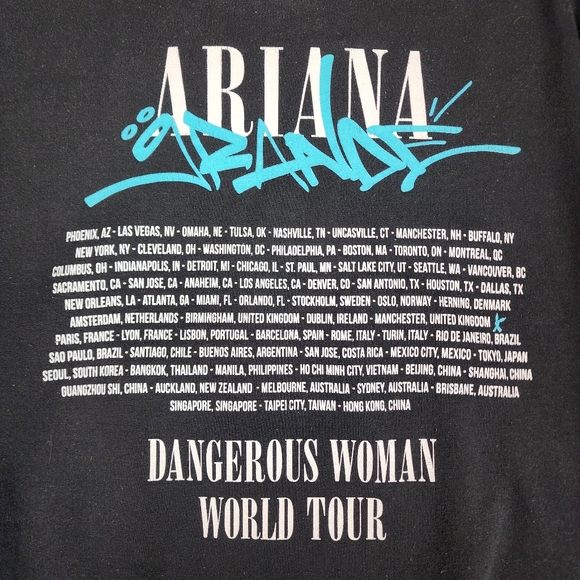 ARIANA
GRANDE
PHOENIX, AZ - LAS VEGAS, NV - OMAHA, NE - TULSA, OK - NASHVILLE, TN - UNCASVILLE, CT - MANCHESTER, NH - BUFFALO, NY
NEW YORK, NY - CLEVELAND, OH - WASHINGTON, DC - PHILADELPHIA, PA - BOSTON, MA - TORONTO, ON - MONTREAL, QC
COLUMBUS, OH - INDIANAPOLIS, IN - DETROIT, MI - CHICAGO, IL - ST. PAUL, MN - SALT LAKE CITY, UT - SEATTLE, WA - VANCOUVER, BC
SACRAMENTO, CA - SAN JOSE, CA - ANAHEIM, CA - LOS ANGELES, CA - DENVER, CO - SAN ANTONIO, TX - HOUSTON, TX - DALLAS, TX
NEW ORLEANS, LA - ATLANTA, GA - MIAMI, FL - ORLANDO, FL - STOCKHOLM, SWEDEN - OSLO, NORWAY - HERNING, DENMARK
AMSTERDAM, NETHERLANDS - BIRMINGHAM, UNITED KINGDOM - DUBLIN, IRELAND - MANCHESTER, UNITED KINGDOM
PARIS, FRANCE - LYON, FRANCE - LISBON, PORTUGAL - BARCELONA, SPAIN - ROME, ITALY - TURIN, ITALY - RIO DE JANEIRO, BRAZIL
SAO PAULO, BRAZIL - SANTIAGO, CHILE - BUENOS AIRES, ARGENTINA - SAN JOSE, COSTA RICA - MEXICO CITY, MEXICO - TOKYO, JAPAN
SEOUL, SOUTH KOREA - BANGKOK, THAILAND - MANILA, PHILIPPINES - HO CHI MINH CITY, VIETNAM - BEIJING, CHINA - SHANGHAI, CHINA
GUANGZHOU SHI, CHINA - AUCKLAND, NEW ZEALAND - MELBOURNE, AUSTRALIA - SYDNEY, AUSTRALIA - BRISBANE, AUSTRALIA
SINGAPORE, SINGAPORE - TAIPEI CITY, TAIWAN - HONG KONG, CHINA
DANGEROUS WOMAN
WORLD TOUR